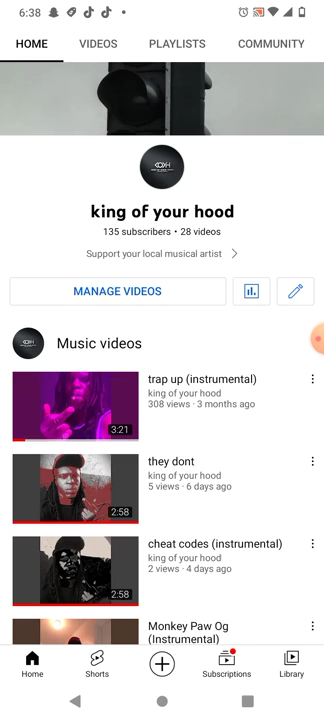 6:38
HOME
VIDEOS
PLAYLISTS
COMMUNITY
king of your hood
135 subscribers • 28 videos
Support your local musical artist
MANAGE VIDEOS
Music videos
trap up (instrumental)
king of your hood
308 views · 3 months ago
3:21
they dont
king of your hood
5 views · 6 days ago
2:58
cheat codes (instrumental)
king of your hood
2 views · 4 days ago
2:58
Monkey Paw Og
(Instrumental)
Home
Shorts
Subscriptions
Library